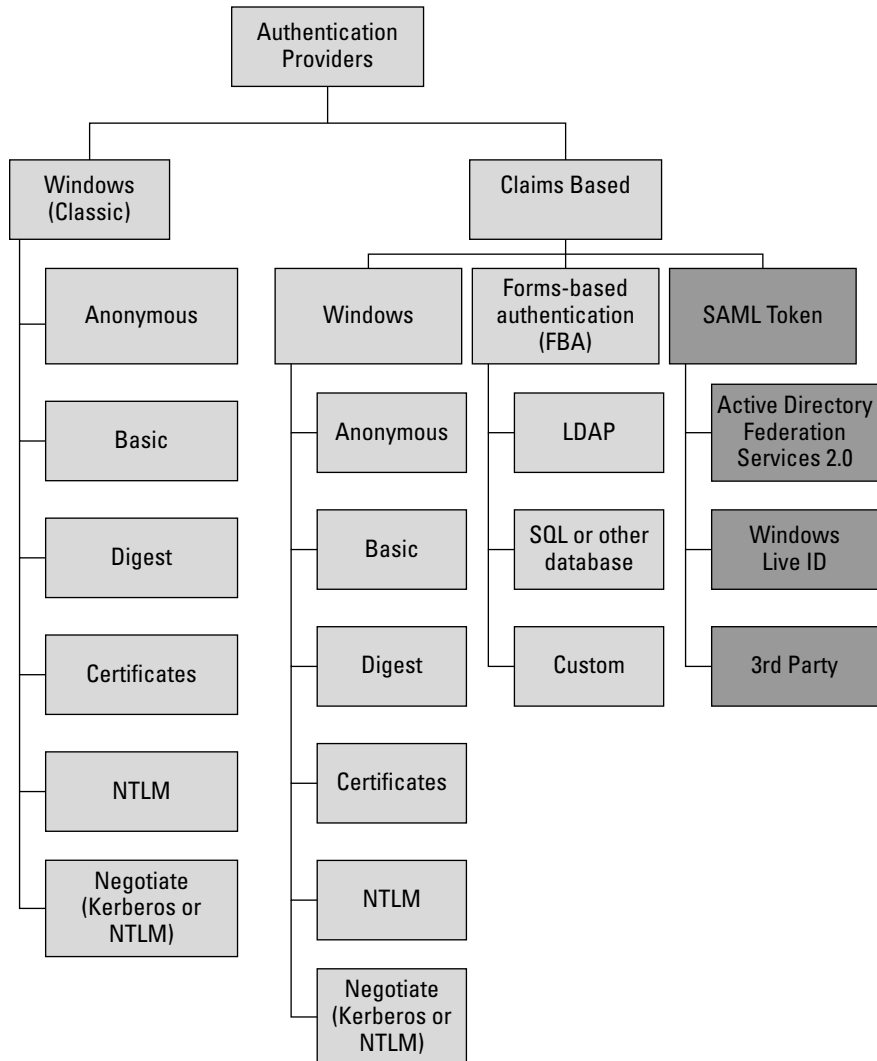 Authentication
Providers
Windows
(Classic)
Claims Based
Anonymous
Basic
Digest
Certificates
NTLM
Negotiate
(Kerberos or
NTLM)
Windows
Anonymous
Basic
Digest
Certificates
NTLM
Negotiate
(Kerberos or
NTLM)
Forms-based
authentication
(FBA)
LDAP
SQL or other
database
Custom
SAML Token
Active Directory
Federation
Services 2.0
Windows
Live ID
3rd Party